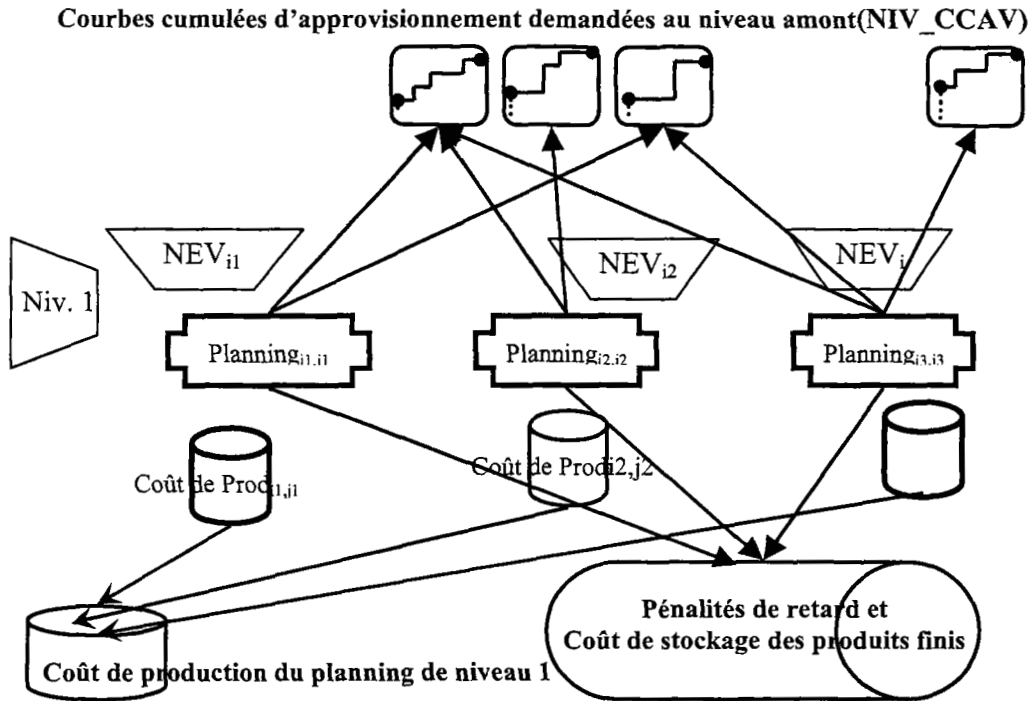 Courbes cumulées d'approvisionnement demandées au niveau amont(NIV_CCAV)
NEVi1
NEVi2
NEVi
Niv. 1
Planningi1,i1
Planningi2,i2
Planningi3,i3
Coût de Prodi1,j1
Coût de Prodi2,j2
Pénalités de retard et
Coût de stockage des produits finis
Coût de production du planning de niveau 1